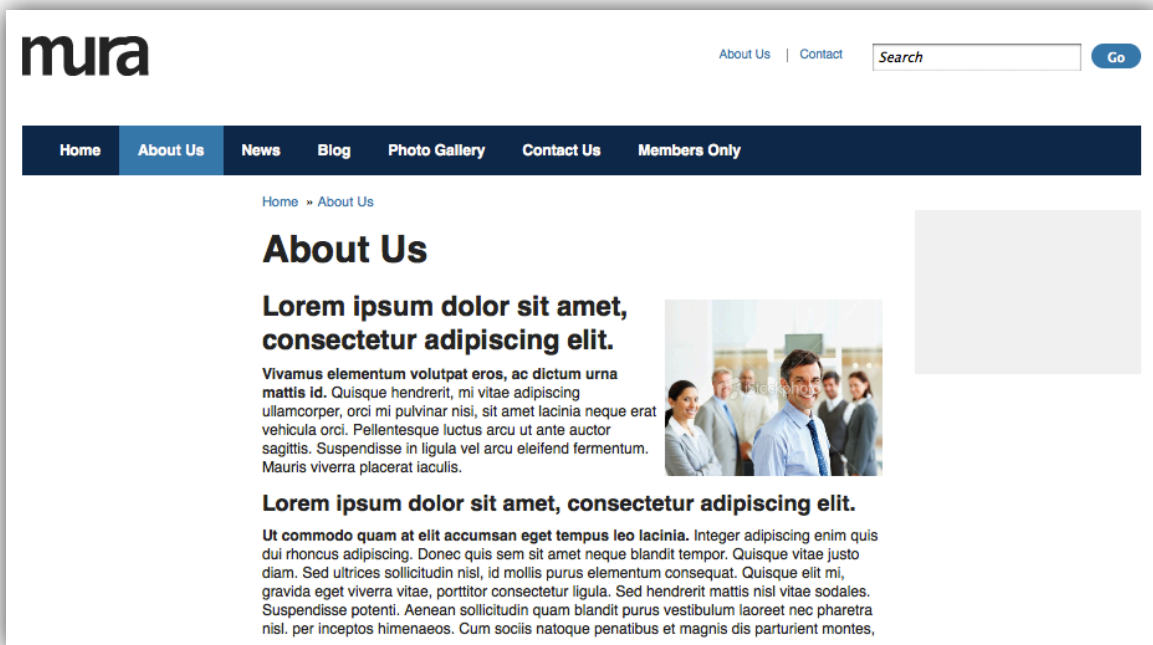 mura
About Us | Contact Search Go
Home About Us News Blog Photo Gallery Contact Us Members Only
Home » About Us
About Us
Lorem ipsum dolor sit amet,
consectetur adipiscing elit.
Vivamus elementum volutpat eros, ac dictum urna
mattis id. Quisque hendrerit, mi vitae adipiscing
ullamcorper, orci mi pulvinar nisi, sit amet lacinia neque erat
vehicula orci. Pellentesque luctus arcu ut ante auctor
sagittis. Suspendisse in ligula vel arcu eleifend fermentum.
Mauris viverra placerat iaculis.
iStockphoto
Lorem ipsum dolor sit amet, consectetur adipiscing elit.
Ut commodo quam at elit accumsan eget tempus leo lacinia. Integer adipiscing enim quis
dui rhoncus adipiscing. Donec quis sem sit amet neque blandit tempor. Quisque vitae justo
diam. Sed ultrices sollicitudin nisl, id mollis purus elementum consequat. Quisque elit mi,
gravida eget viverra vitae, porttitor consectetur ligula. Sed hendrerit mattis nisl vitae sodales.
Suspendisse potenti. Aenean sollicitudin quam blandit purus vestibulum laoreet nec pharetra
nisl. per inceptos himenaeos. Cum sociis natoque penatibus et magnis dis parturient montes,